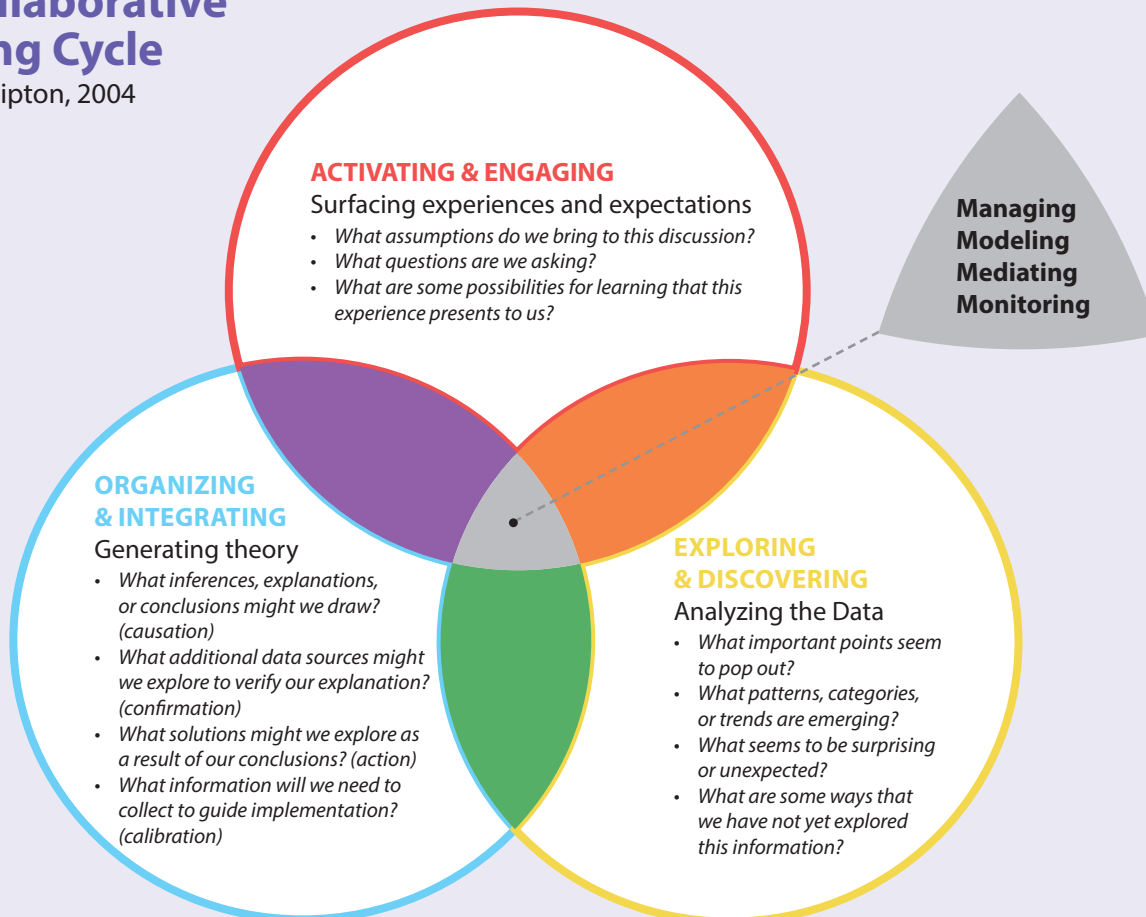 llaborative
ng Cycle
ipton, 2004
ACTIVATING & ENGAGING
Surfacing experiences and expectations
• What assumptions do we bring to this discussion?
• What questions are we asking?
• What are some possibilities for learning that this
experience presents to us?
Managing
Modeling
Mediating
Monitoring
ORGANIZING
& INTEGRATING
Generating theory
• What inferences, explanations,
or conclusions might we draw?
(causation)
• What additional data sources might
we explore to verify our explanation?
(confirmation)
• What solutions might we explore as
a result of our conclusions? (action)
• What information will we need to
collect to guide implementation?
(calibration)
EXPLORING
& DISCOVERING
Analyzing the Data
• What important points seem
to pop out?
• What patterns, categories,
or trends are emerging?
• What seems to be surprising
or unexpected?
• What are some ways that
we have not yet explored
this information?